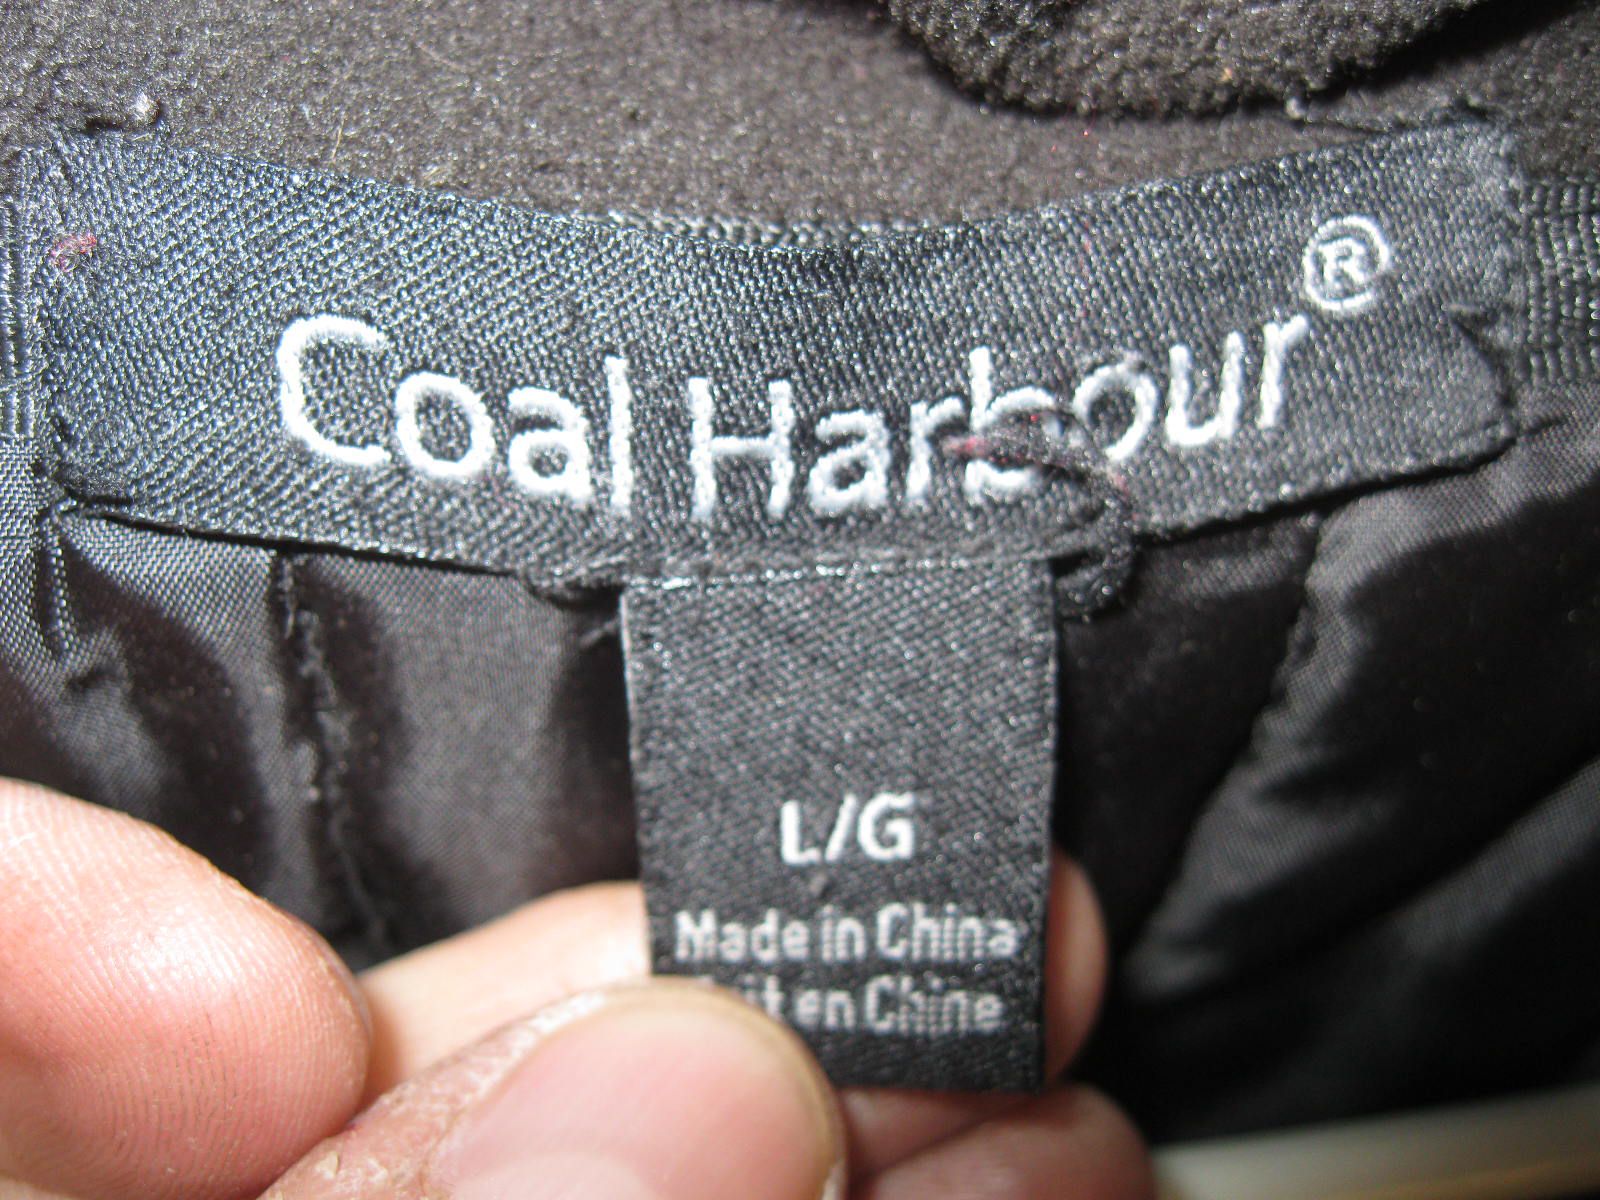 Coal Harbour®
L/G
Made in China
en Chine